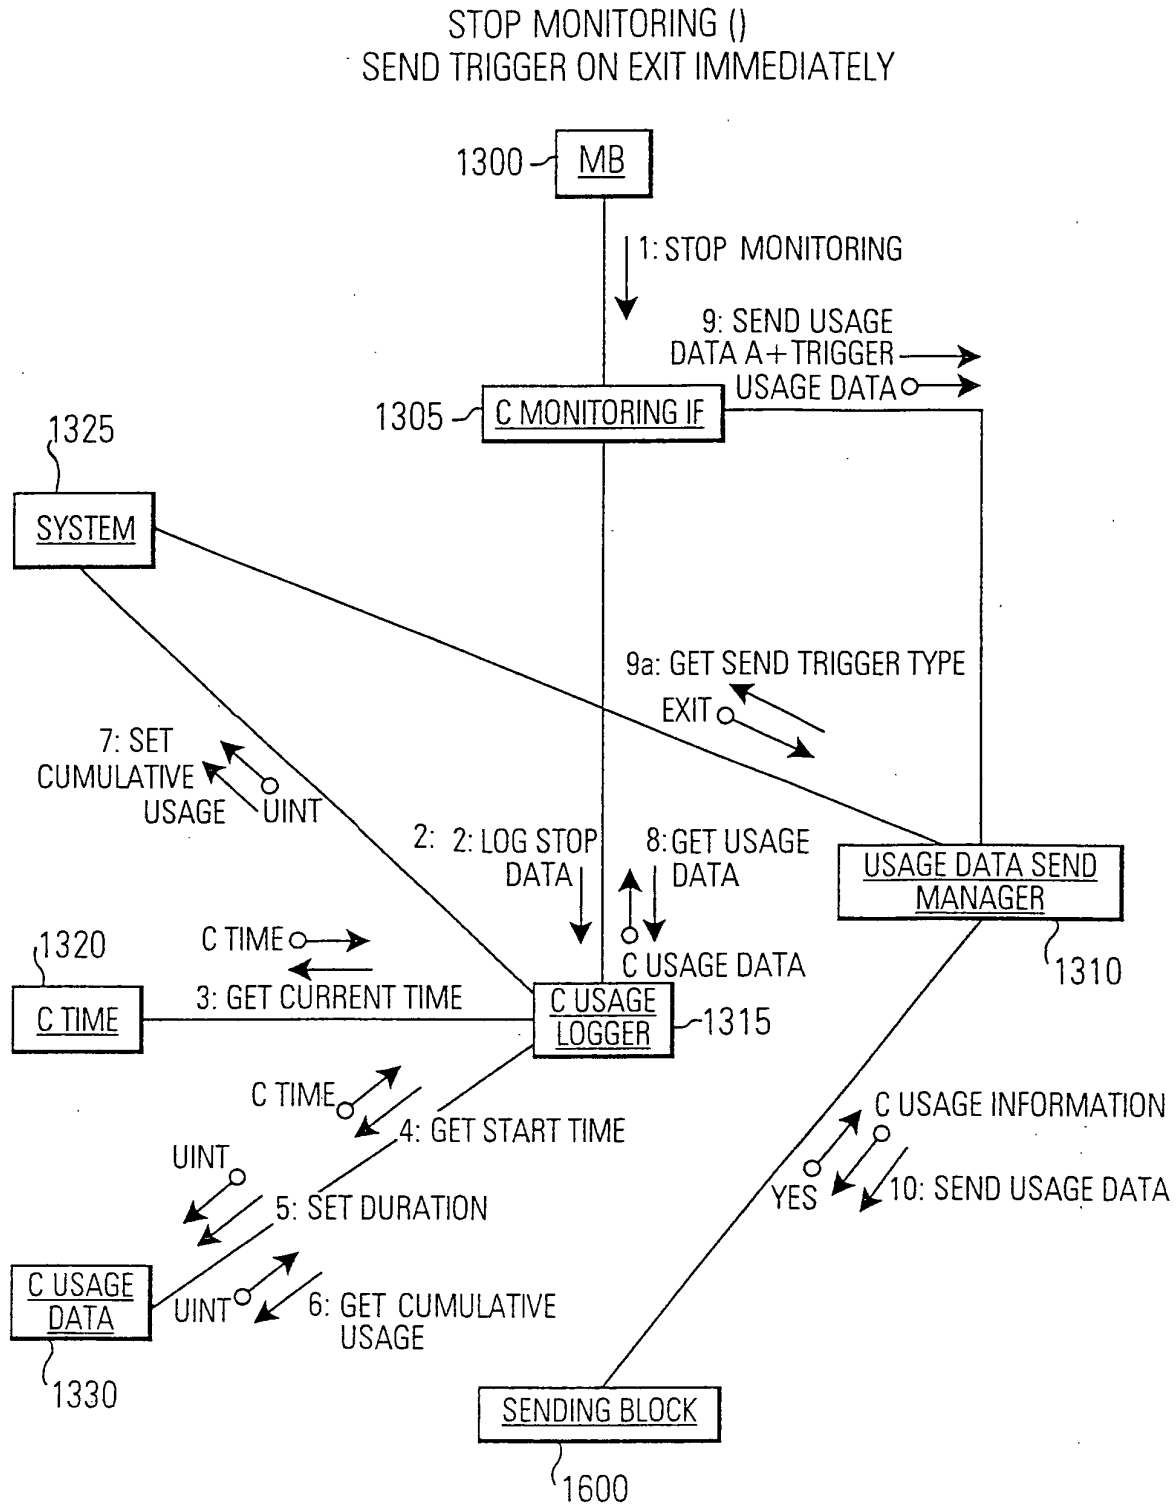 STOP MONITORING ()
SEND TRIGGER ON EXIT IMMEDIATELY
1300
MB
1: STOP MONITORING
9: SEND USAGE
DATA A+TRIGGER
USAGE DATA
1305
C MONITORING IF
1325
SYSTEM
9a: GET SEND TRIGGER TYPE
EXIT
7: SET
CUMULATIVE
USAGE
UINT
2: 2: LOG STOP
DATA
8: GET USAGE
DATA
C USAGE DATA
USAGE DATA SEND
MANAGER
1310
1320
C TIME
C TIME
3: GET CURRENT TIME
C USAGE
LOGGER
1315
C TIME
4: GET START TIME
UINT
5: SET DURATION
C USAGE INFORMATION
YES
10: SEND USAGE DATA
C USAGE
DATA
1330
UINT
6: GET CUMULATIVE
USAGE
SENDING BLOCK
1600